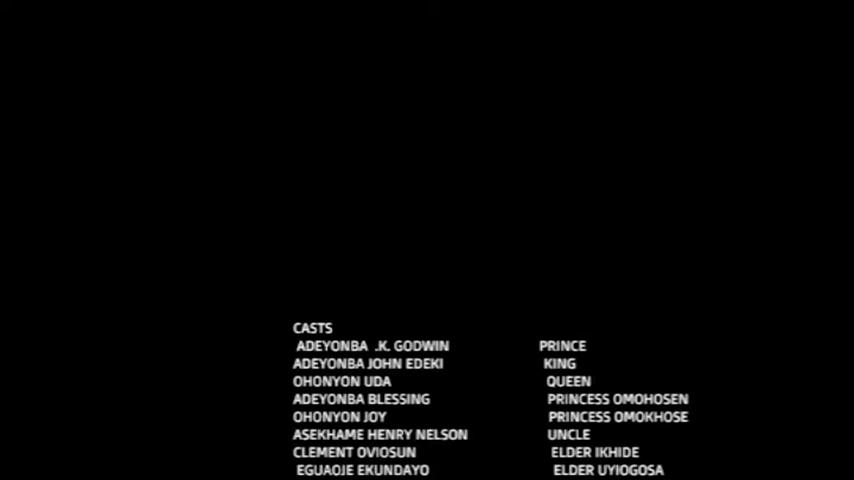 CASTS
ADEYONBA .K. GODWIN PRINCE
ADEYONBA JOHN EDEKI KING
OHONYON UDA QUEEN
ADEYONBA BLESSING PRINCESS OMOHOSEN
OHONYON JOY PRINCESS OMOKHOSE
ASEKHAME HENRY NELSON UNCLE
CLEMENT OVIOSUN ELDER IKHIDE
EGUAOJE EKUNDAYO ELDER UYIOGOSA